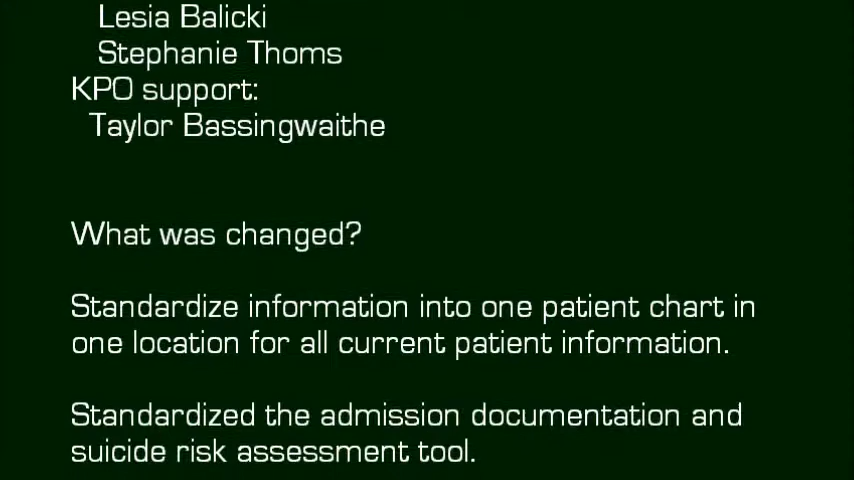 Lesia Balicki
Stephanie Thoms
KPO support:
Taylor Bassingwaithe
What was changed?
Standardize information into one patient chart in
one location for all current patient information.
Standardized the admission documentation and
suicide risk assessment tool.